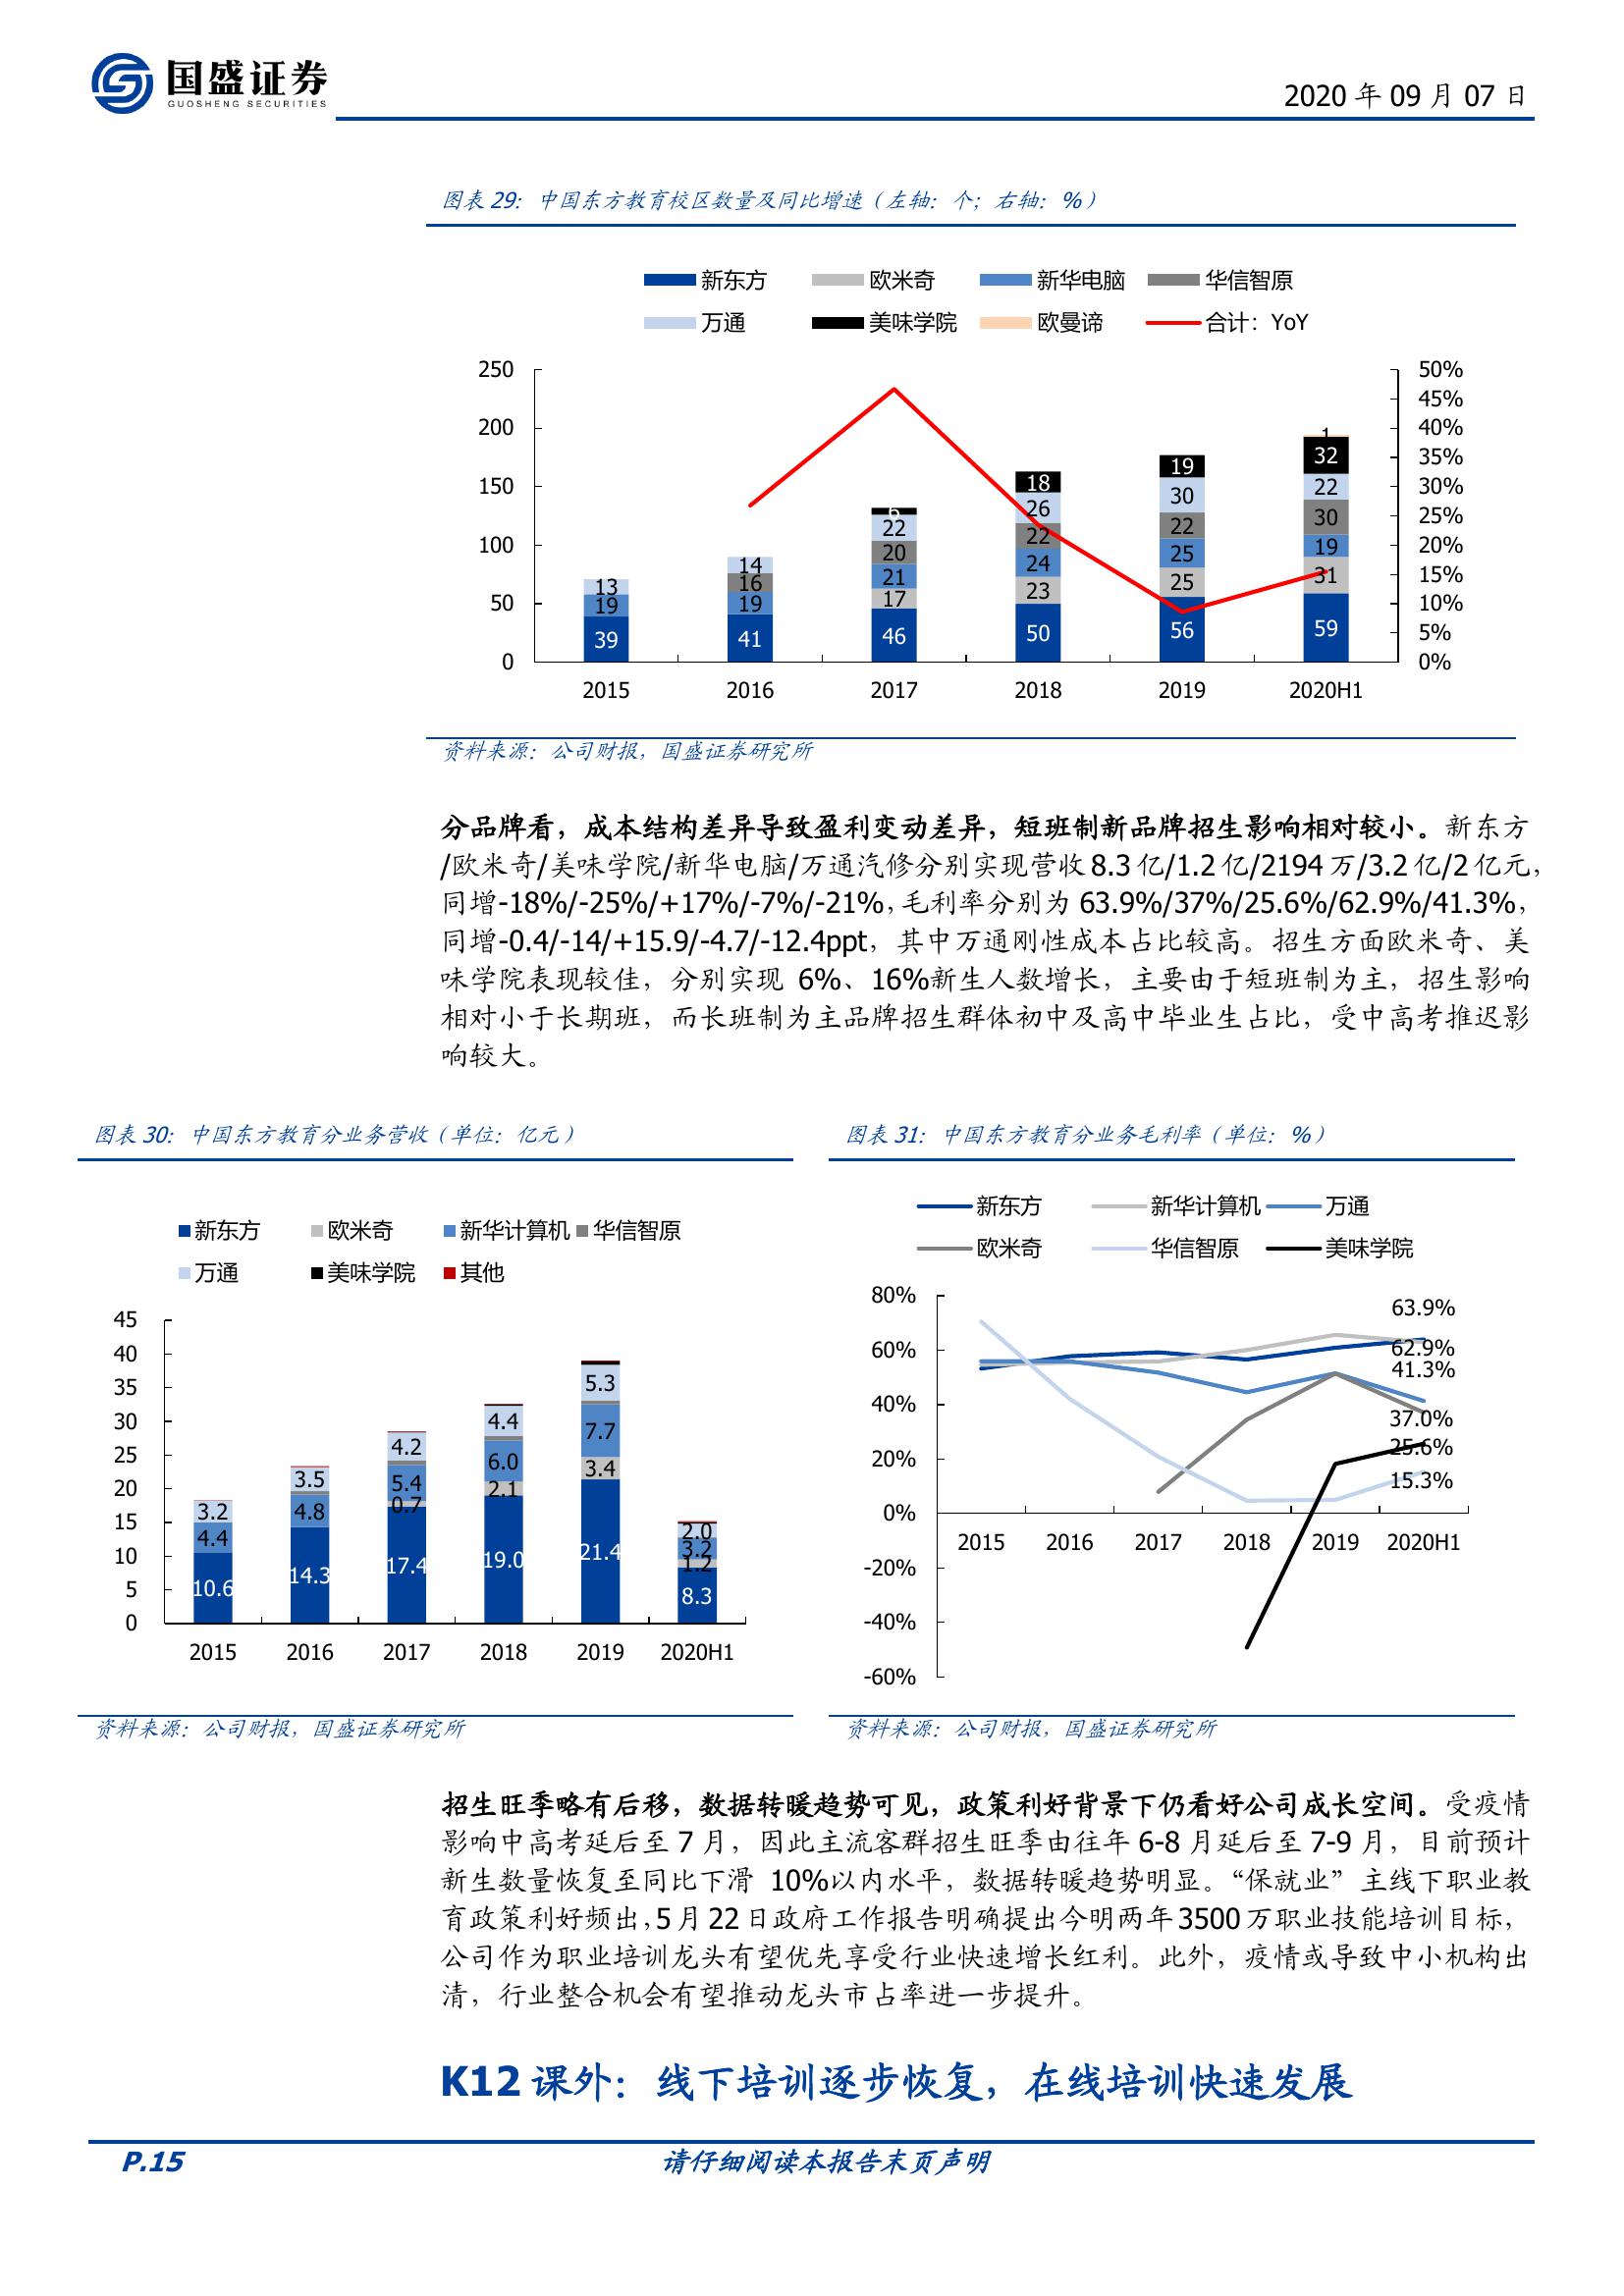 国盛证券
GUOSHENG SECURITIES
2020 年 09 月 07 日
图表 29：中国东方教育校区数量及同比增速（左轴：个；右轴：%）
新东方 欧米奇 新华电脑 华信智原
万通 美味学院 欧曼谛 合计：YoY
250 50%
45%
200 1 40%
32 35%
150 18 19 22 30%
6 26 30 30 25%
100 14 22 22 22 19 20%
13 16 20 24 25 31 15%
50 19 19 21 23 25 10%
39 41 17 50 56 59 5%
0 46 0%
2015 2016 2017 2018 2019 2020H1
资料来源：公司财报，国盛证券研究所
分品牌看，成本结构差异导致盈利变动差异，短班制新品牌招生影响相对较小。新东方
/欧米奇/美味学院/新华电脑/万通汽修分别实现营收 8.3 亿/1.2 亿/2194 万/3.2 亿/2 亿元，
同增-18%/-25%/+17%/-7%/-21%，毛利率分别为 63.9%/37%/25.6%/62.9%/41.3%，
同增-0.4/-14/+15.9/-4.7/-12.4ppt，其中万通刚性成本占比较高。招生方面欧米奇、美
味学院表现较佳，分别实现 6%、16%新生人数增长，主要由于短班制为主，招生影响
相对小于长期班，而长班制为主品牌招生群体初中及高中毕业生占比，受中高考推迟影
响较大。
图表 30：中国东方教育分业务营收（单位：亿元）
新东方 欧米奇 新华计算机 华信智原
万通 美味学院 其他
45
40
35 5.3
30 4.4 7.7
25 4.2 6.0 3.4
20 3.5 5.4 2.1
15 3.2 4.8 0.7 2.0
10 4.4 3.2
5 10.6 14.3 17.4 19.0 21.4 1.2
0 8.3
2015 2016 2017 2018 2019 2020H1
资料来源：公司财报，国盛证券研究所
图表 31：中国东方教育分业务毛利率（单位：%）
新东方 新华计算机 万通
欧米奇 华信智原 美味学院
80% 63.9%
60% 62.9%
41.3%
40% 37.0%
20% 25.6%
15.3%
0%
2015 2016 2017 2018 2019 2020H1
-20%
-40%
-60%
资料来源：公司财报，国盛证券研究所
招生旺季略有后移，数据转暖趋势可见，政策利好背景下仍看好公司成长空间。受疫情
影响中高考延后至 7 月，因此主流客群招生旺季由往年 6-8 月延后至 7-9 月，目前预计
新生数量恢复至同比下滑 10%以内水平，数据转暖趋势明显。“保就业”主线下职业教
育政策利好频出，5 月 22 日政府工作报告明确提出今明两年 3500 万职业技能培训目标，
公司作为职业培训龙头有望优先享受行业快速增长红利。此外，疫情或导致中小机构出
清，行业整合机会有望推动龙头市占率进一步提升。
K12 课外：线下培训逐步恢复，在线培训快速发展
P.15 请仔细阅读本报告末页声明